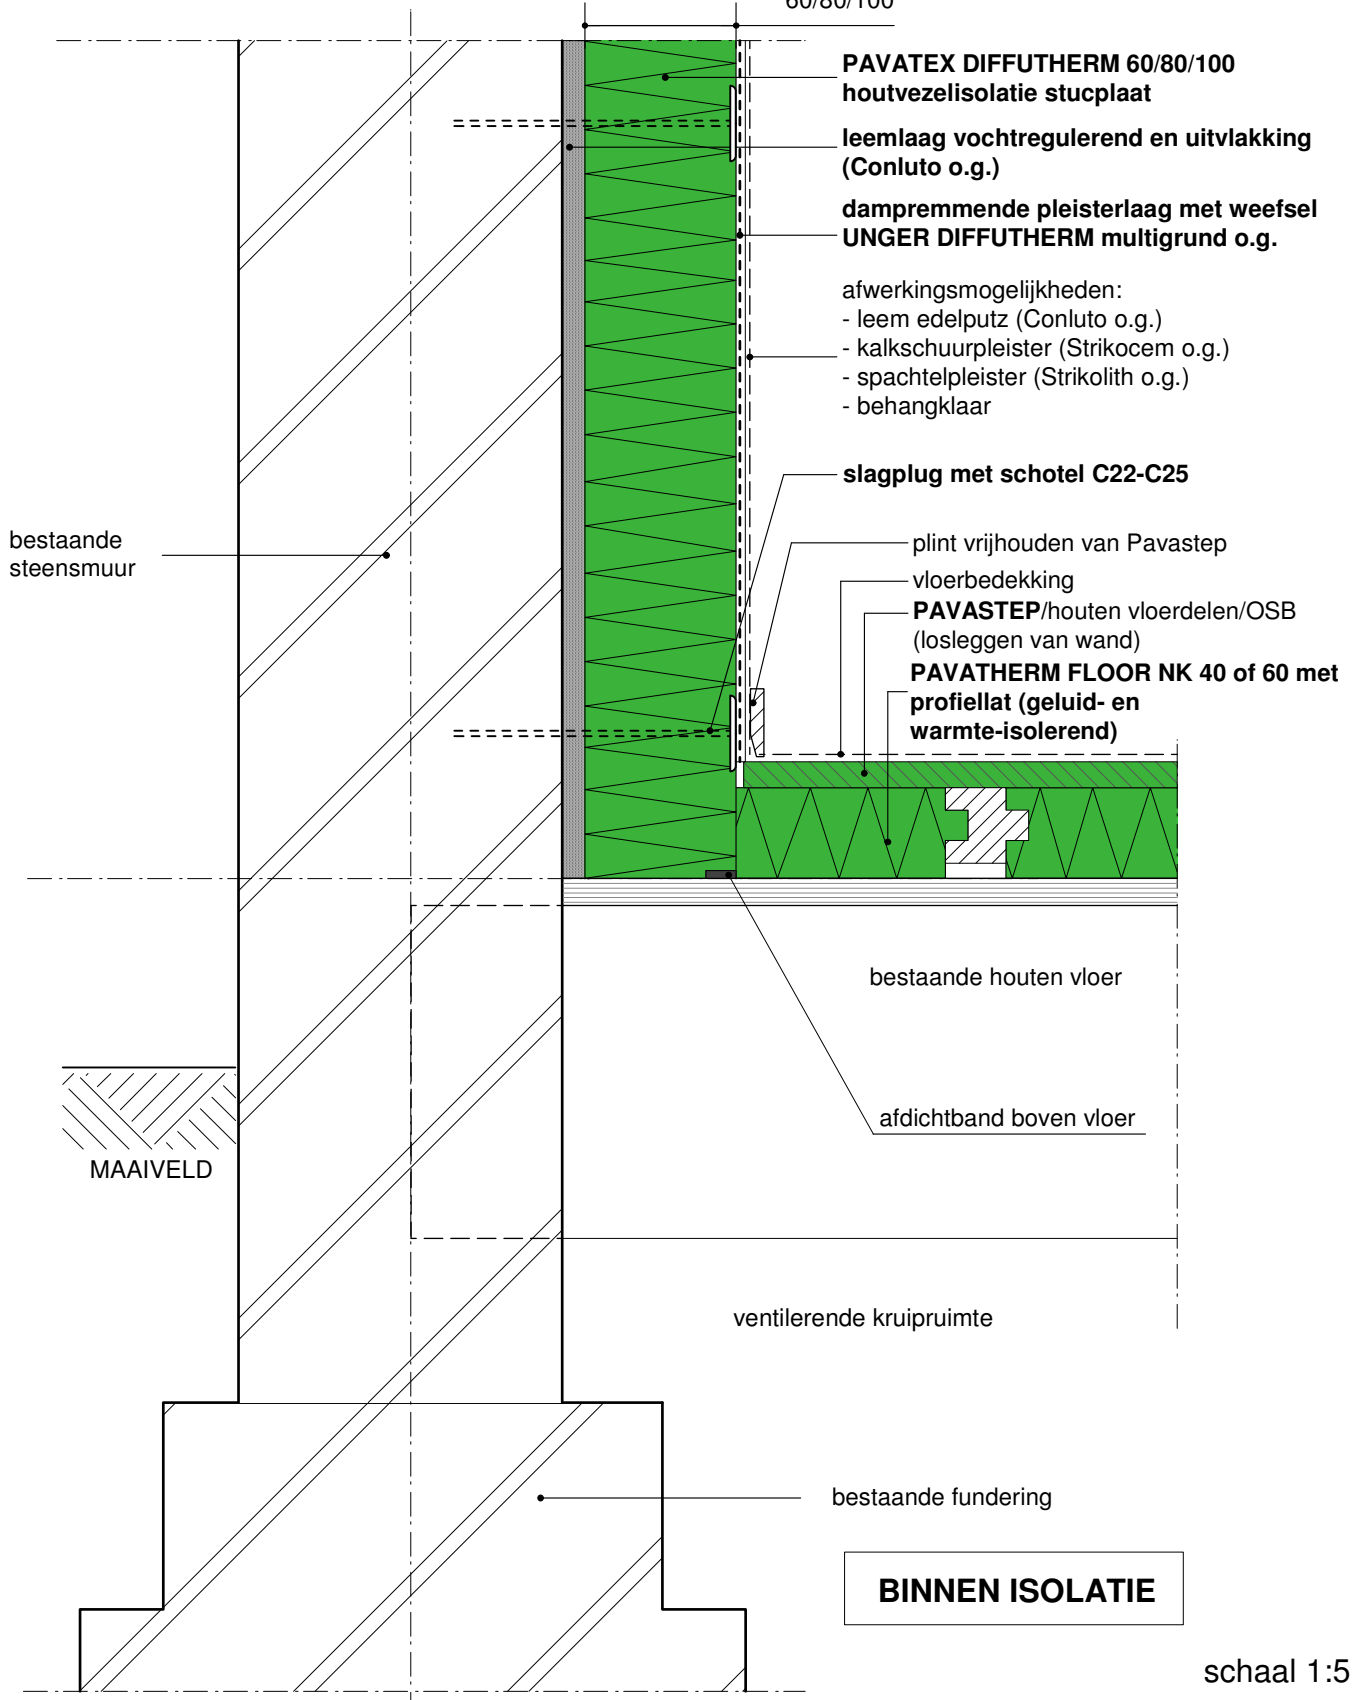 60/80/100
PAVATEX DIFFUTHERM 60/80/100
houtvezelisolatie stucplaat
leemlaag vochtregulerend en uitvlakking
(Conluto o.g.)
dampremmende pleisterlaag met weefsel
UNGER DIFFUTHERM multigrund o.g.
afwerkingsmogelijkheden:
- leem edelputz (Conluto o.g.)
- kalkschuurpleister (Strikocem o.g.)
- spachtelpleister (Strikolith o.g.)
- behangklaar
slagplug met schotel C22-C25
bestaande
steensmuur
plint vrijhouden van Pavastep
vloerbedekking
PAVASTEP/houten vloerdelen/OSB
(losleggen van wand)
PAVATHERM FLOOR NK 40 of 60 met
profiellat (geluid- en
warmte-isolerend)
bestaande houten vloer
afdichtband boven vloer
MAAIVELD
ventilerende kruipruimte
bestaande fundering
BINNEN ISOLATIE
schaal 1:5